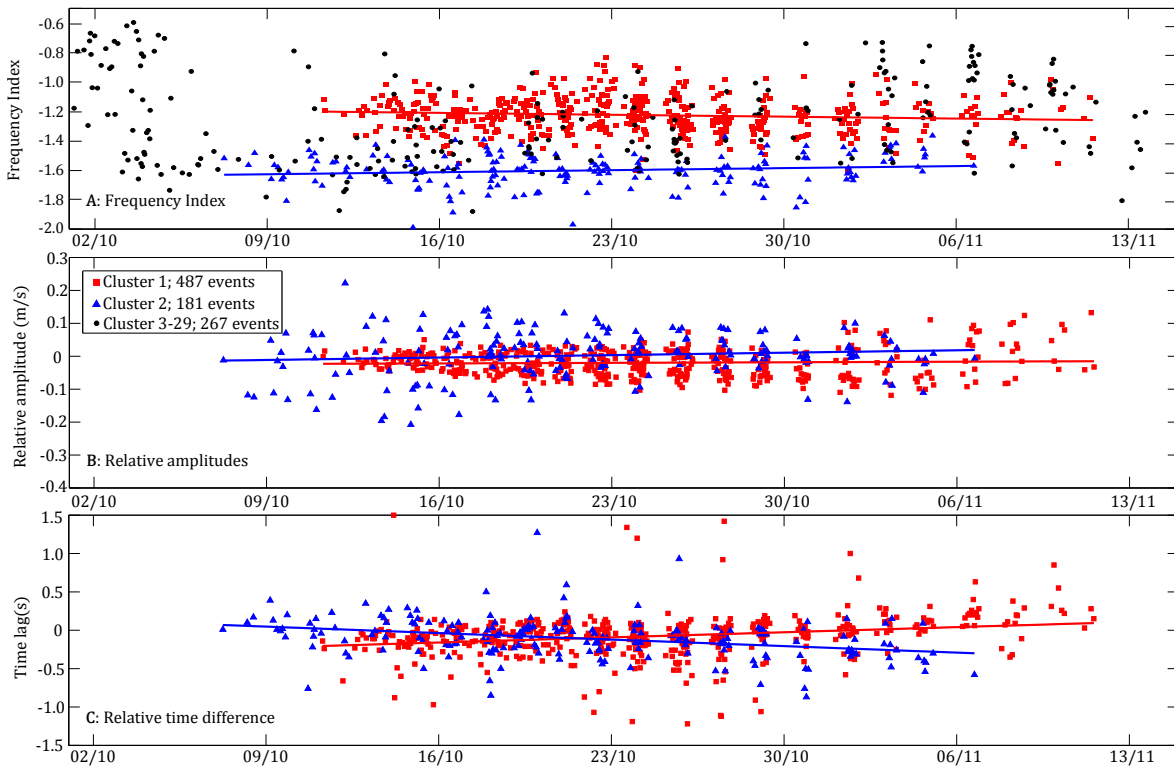 -0.6
-0.8
-1.0
-1.2
-1.4
-1.6
-1.8
-2.0
Frequency Index
A: Frequency Index
02/10 09/10 16/10 23/10 30/10 06/11 13/11
0.3
0.2
0.1
0
-0.1
-0.2
-0.3
-0.4
Relative amplitude (m/s)
Cluster 1; 487 events
Cluster 2; 181 events
Cluster 3-29; 267 events
B: Relative amplitudes
02/10 09/10 16/10 23/10 30/10 06/11 13/11
1.5
1.0
0.5
0
-0.5
-1.0
-1.5
Time lag(s)
C: Relative time difference
02/10 09/10 16/10 23/10 30/10 06/11 13/11